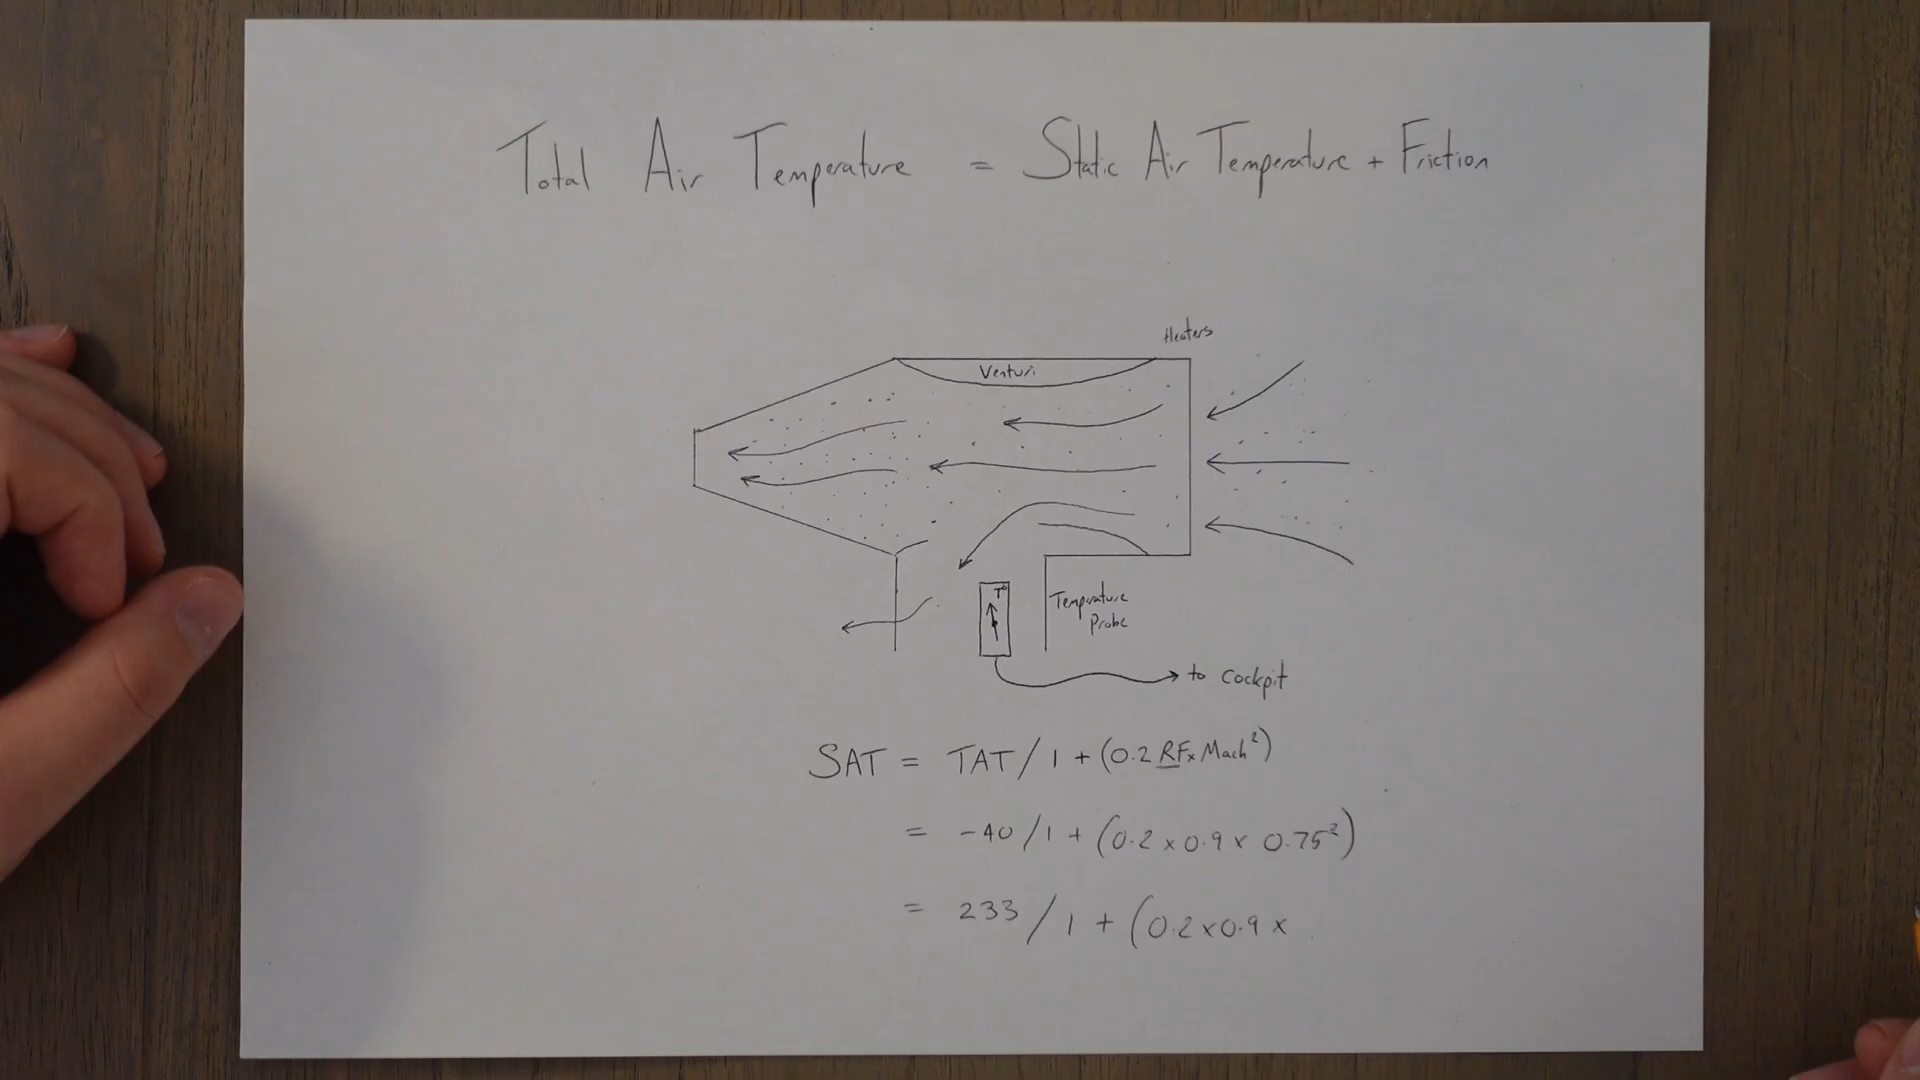 Total Air Temperature = Static Air Temperature + Friction
Heaters
Venturi
T°
Temperature
Probe
to Cockpit
SAT = TAT / 1 + (0.2 RF x Mach²)
= -40 / 1 + (0.2 x 0.9 x 0.75²)
= 233 / 1 + (0.2 x 0.9 x